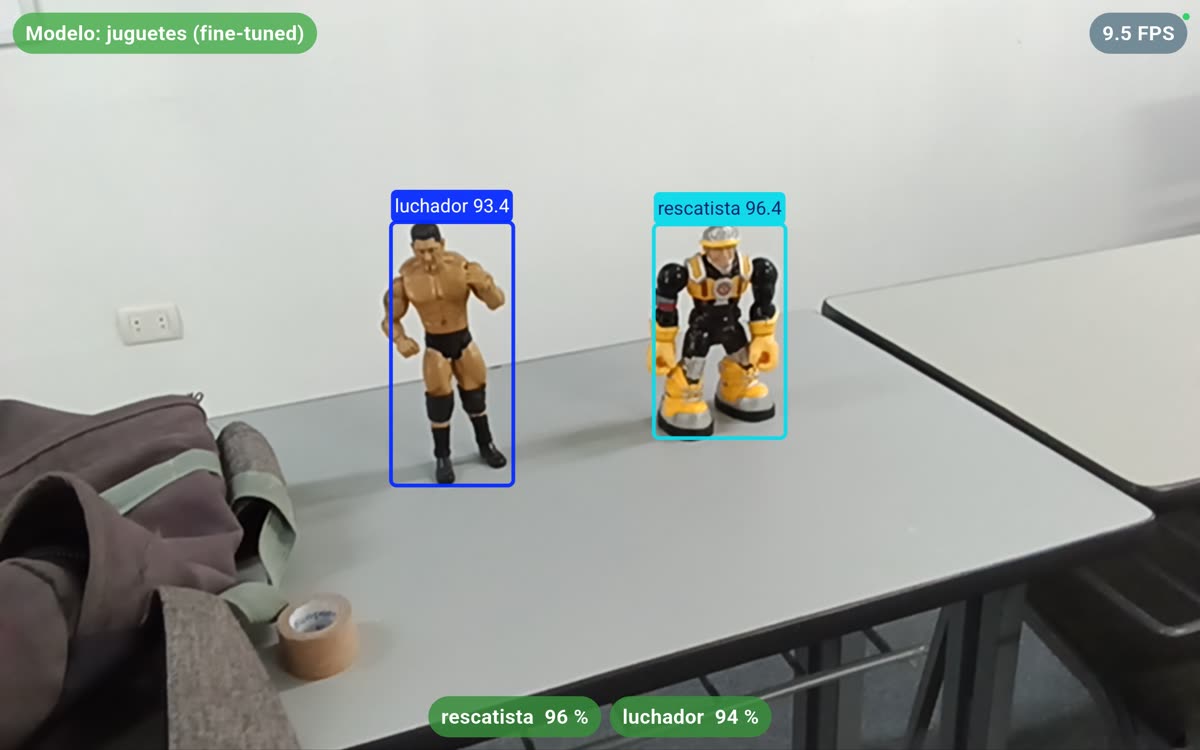 Modelo: juguetes (fine-tuned)
9.5 FPS
luchador 93.4
rescatista 96.4
rescatista 96 %
luchador 94 %